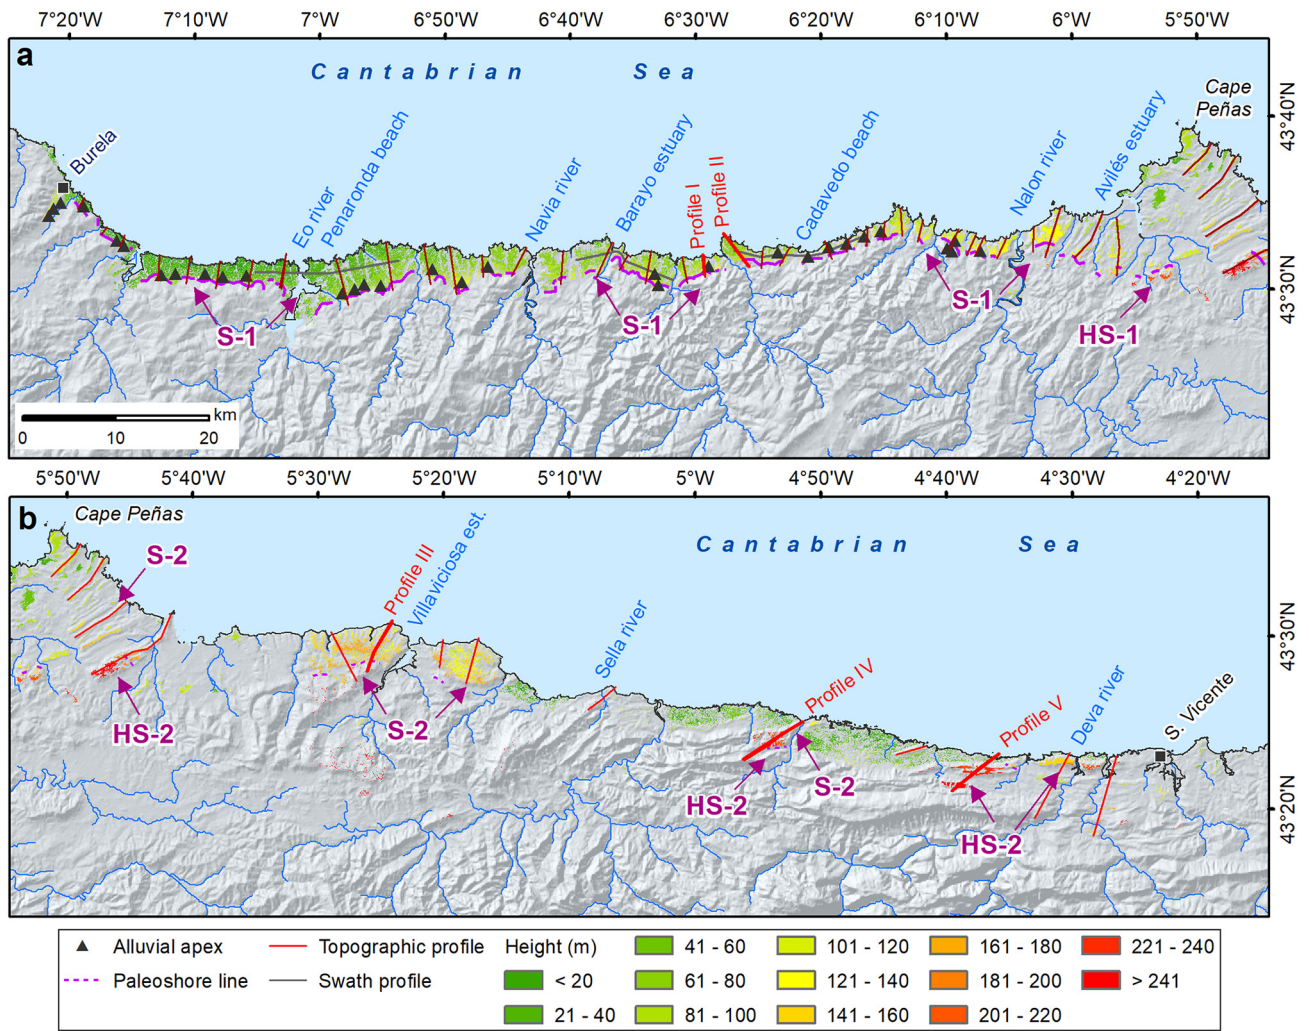 7°20'W 7°10'W 7°W 6°50'W 6°40'W 6°30'W 6°20'W 6°10'W 6°W 5°50'W
a
Cantabrian Sea
Cape
Peñas
43°40'N
43°30'N
Burela
Eo river
Penaronda beach
Navia river
Barayo estuary
Profile I
Profile II
Cadavedo beach
Nalon river
Avilés estuary
S-1
S-1
S-1
HS-1
km
0 10 20
5°50'W 5°40'W 5°30'W 5°20'W 5°10'W 5°W 4°50'W 4°40'W 4°30'W 4°20'W
b
Cape Peñas
Cantabrian Sea
43°30'N
43°20'N
S-2
Profile III
Villaviciosa est.
Sella river
Profile IV
Profile V
Deva river
S. Vicente
HS-2
S-2
HS-2
S-2
HS-2
Alluvial apex
Paleoshore line
Topographic profile
Swath profile
Height (m)
< 20
21 - 40
41 - 60
61 - 80
81 - 100
101 - 120
121 - 140
141 - 160
161 - 180
181 - 200
201 - 220
221 - 240
> 241